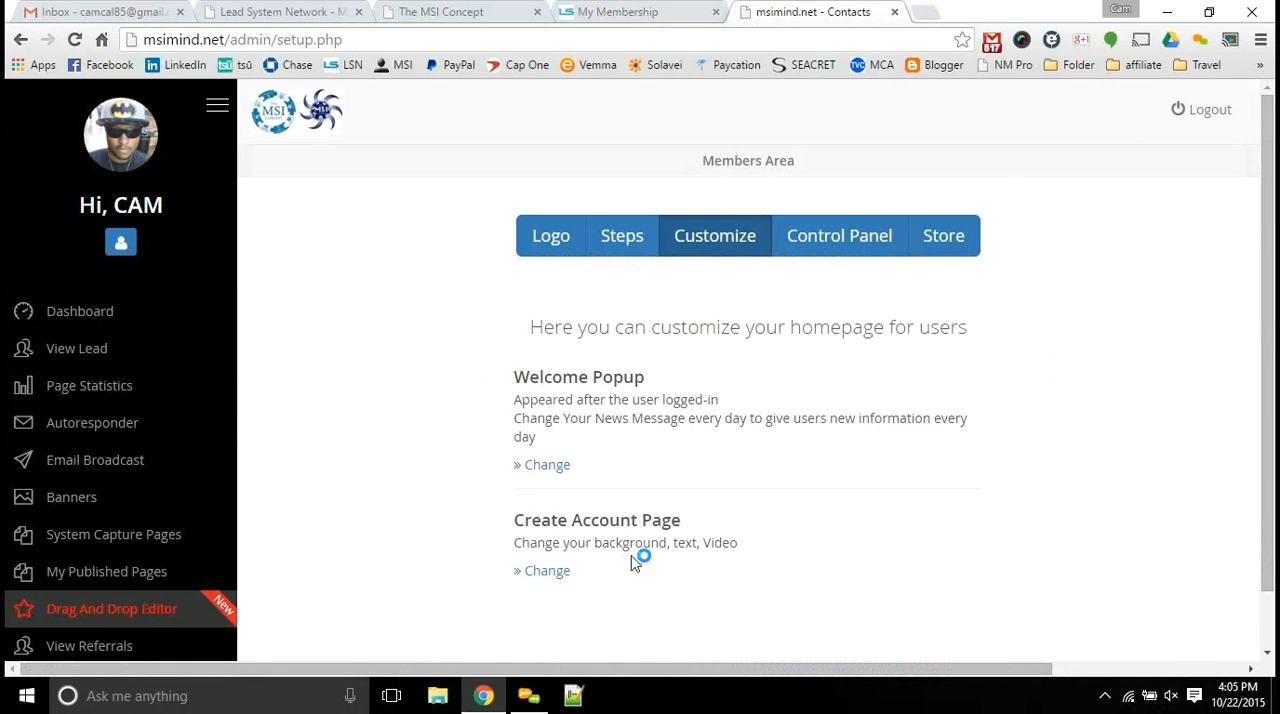 Inbox - camcal85@gmail.
Lead System Network - M
The MSI Concept
My Membership
msimind.net - Contacts
Cam
msimind.net/admin/setup.php
817
Apps
Facebook
LinkedIn
tsū
Chase
LSN
MSI
PayPal
Cap One
Vemma
Solavei
Paycation
SEACRET
MCA
Blogger
NM Pro
Folder
affiliate
Travel
»
MSI
Logout
Members Area
Hi, CAM
Logo
Steps
Customize
Control Panel
Store
Here you can customize your homepage for users
Welcome Popup
Appeared after the user logged-in
Change Your News Message every day to give users new information every
day
» Change
Create Account Page
Change your background, text, Video
» Change
Dashboard
View Lead
Page Statistics
Autoresponder
Email Broadcast
Banners
System Capture Pages
My Published Pages
Drag And Drop Editor
New
View Referrals
Ask me anything
4:05 PM
10/22/2015